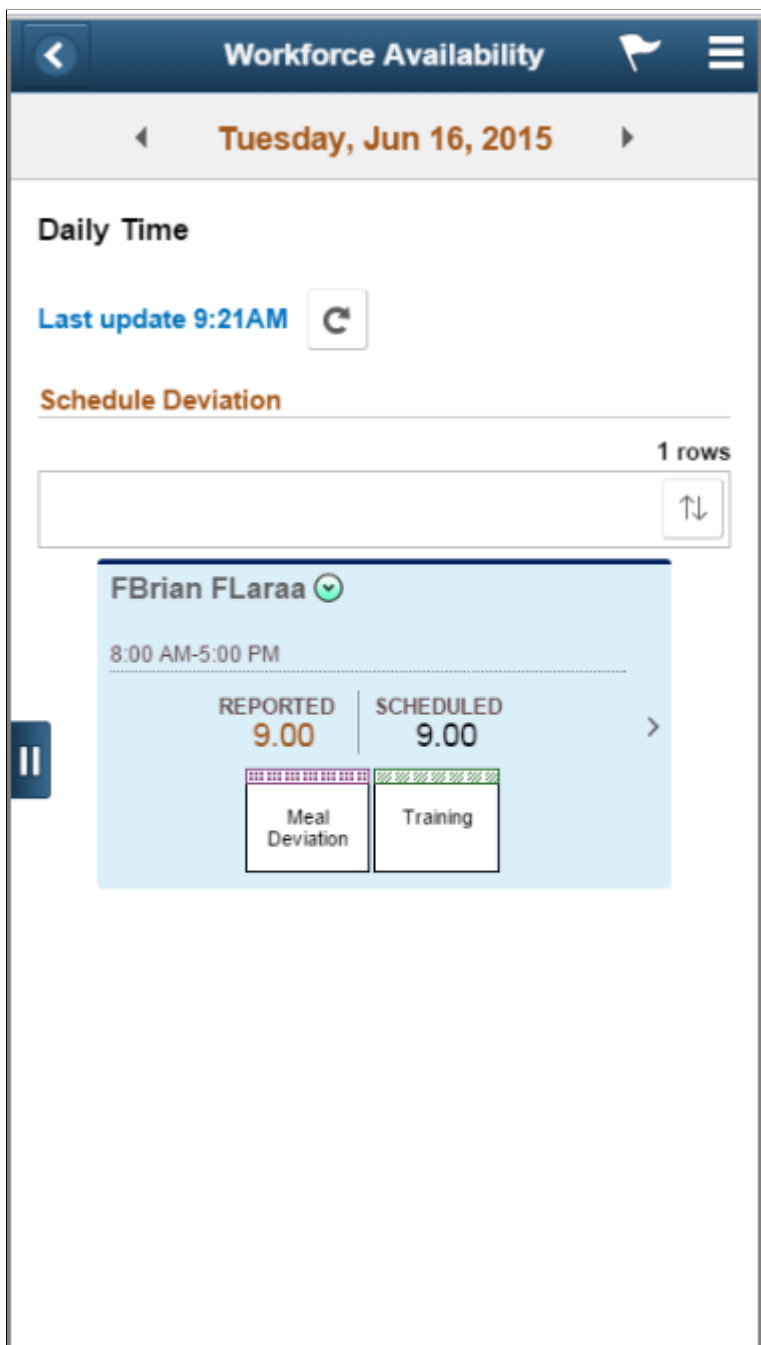 Workforce Availability
Tuesday, Jun 16, 2015
Daily Time
Last update 9:21AM
Schedule Deviation
1 rows
FBrian FLaraa
8:00 AM-5:00 PM
REPORTED SCHEDULED
9.00 9.00
Meal Training
Deviation